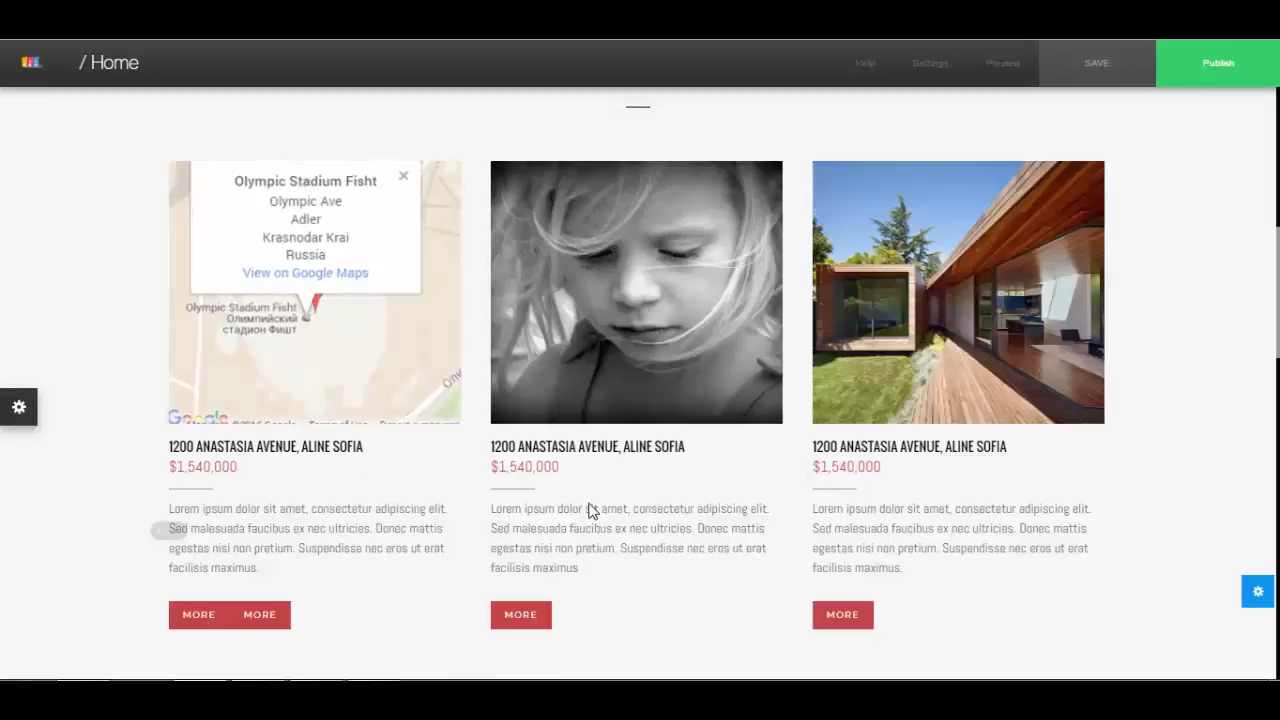 / Home
Help
Settings
Preview
SAVE
Publish
Olympic Stadium Fisht
Olympic Ave
Adler
Krasnodar Krai
Russia
View on Google Maps
Olympic Stadium Fisht
Олимпийский
стадион Фишт
Google
1200 ANASTASIA AVENUE, ALINE SOFIA
$1,540,000
Lorem ipsum dolor sit amet, consectetur adipiscing elit.
Sed malesuada faucibus ex nec ultricies. Donec mattis
egestas nisi non pretium. Suspendisse nec eros ut erat
facilisis maximus.
MORE
MORE
1200 ANASTASIA AVENUE, ALINE SOFIA
$1,540,000
Lorem ipsum dolor sit amet, consectetur adipiscing elit.
Sed malesuada faucibus ex nec ultricies. Donec mattis
egestas nisi non pretium. Suspendisse nec eros ut erat
facilisis maximus
MORE
1200 ANASTASIA AVENUE, ALINE SOFIA
$1,540,000
Lorem ipsum dolor sit amet, consectetur adipiscing elit.
Sed malesuada faucibus ex nec ultricies. Donec mattis
egestas nisi non pretium. Suspendisse nec eros ut erat
facilisis maximus.
MORE